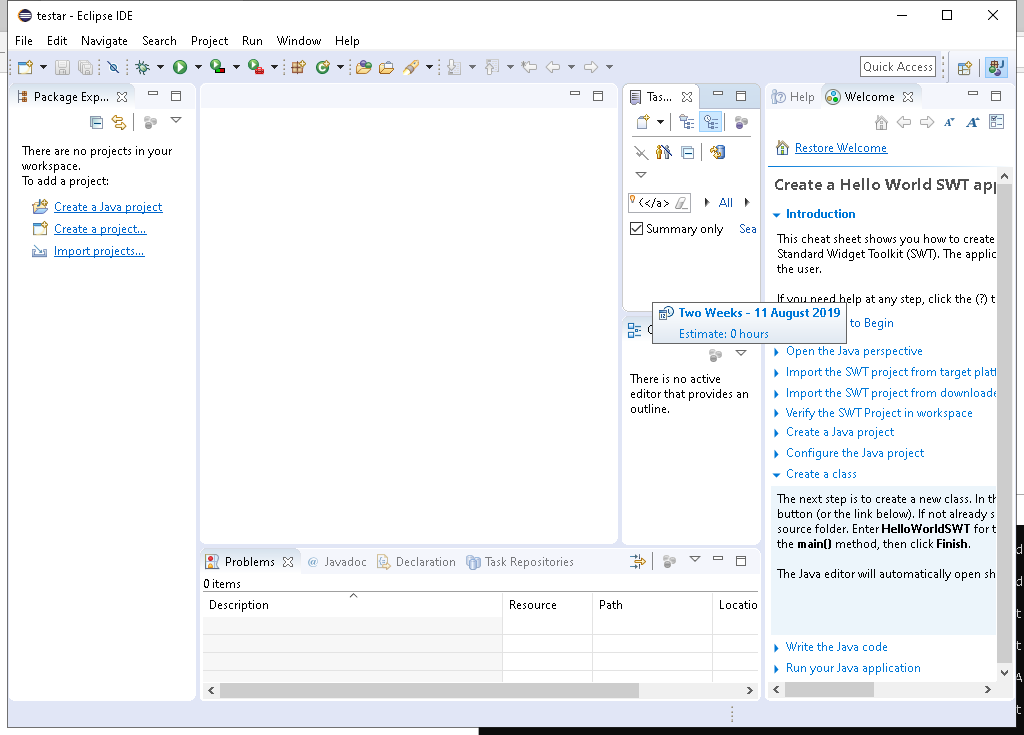 testar - Eclipse IDE
File Edit Navigate Search Project Run Window Help
Quick Access
Package Exp...
There are no projects in your
workspace.
To add a project:
Create a Java project
Create a project...
Import projects...
Tas...
(</a>
All
Summary only
Sea
Two Weeks - 11 August 2019
Estimate: 0 hours
There is no active
editor that provides an
outline.
Help Welcome
Restore Welcome
Create a Hello World SWT app
Introduction
This cheat sheet shows you how to create
Standard Widget Toolkit (SWT). The applic
the user.
If you need help at any step, click the (?) t
to Begin
Open the Java perspective
Import the SWT project from target platf
Import the SWT project from downloade
Verify the SWT Project in workspace
Create a Java project
Configure the Java project
Create a class
The next step is to create a new class. In th
button (or the link below). If not already s
source folder. Enter HelloWorldSWT for t
the main() method, then click Finish.
The Java editor will automatically open sh
Write the Java code
Run your Java application
Problems @ Javadoc Declaration Task Repositories
0 items
Description Resource Path Locatio